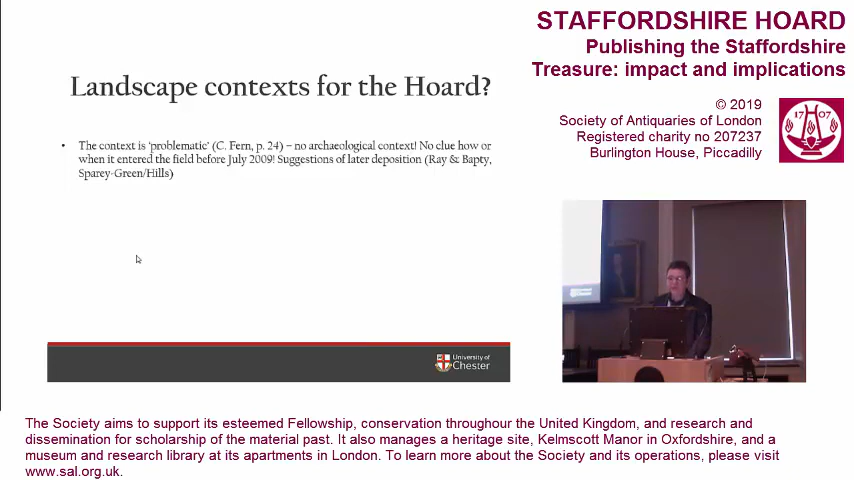 Landscape contexts for the Hoard?
• The context is 'problematic' (C. Fern, p. 24) – no archaeological context! No clue how or
when it entered the field before July 2009! Suggestions of later deposition (Ray & Bapty,
Sparey-Green/Hills)
University of
Chester
STAFFORDSHIRE HOARD
Publishing the Staffordshire
Treasure: impact and implications
© 2019
Society of Antiquaries of London
Registered charity no 207237
Burlington House, Piccadilly
17 07
The Society aims to support its esteemed Fellowship, conservation throughour the United Kingdom, and research and
dissemination for scholarship of the material past. It also manages a heritage site, Kelmscott Manor in Oxfordshire, and a
museum and research library at its apartments in London. To learn more about the Society and its operations, please visit
www.sal.org.uk.